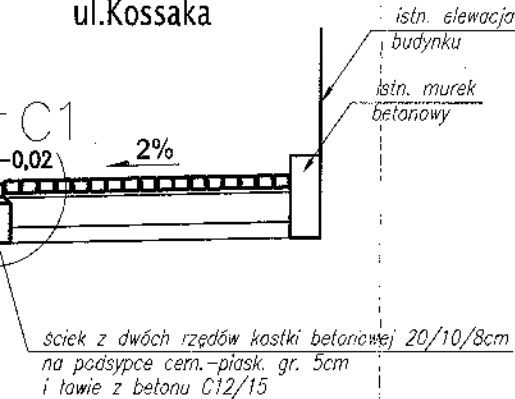 ul.Kossaka
istn. elewacja
budynku
istn. murek
betonowy
C1
-0,02
2%
ściek z dwóch rzędów kostki betonowej 20/10/8cm
na podsypce cem.-piask. gr. 5cm
i ławie z betonu C12/15